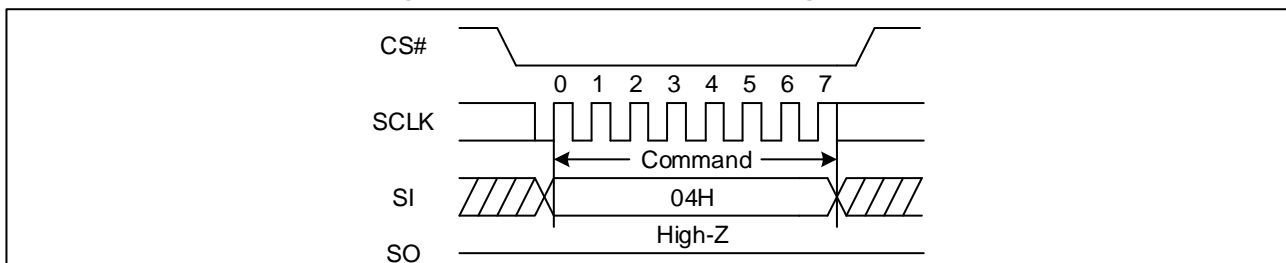 CS#
0 1 2 3 4 5 6 7
SCLK
Command
SI 04H
High-Z
SO